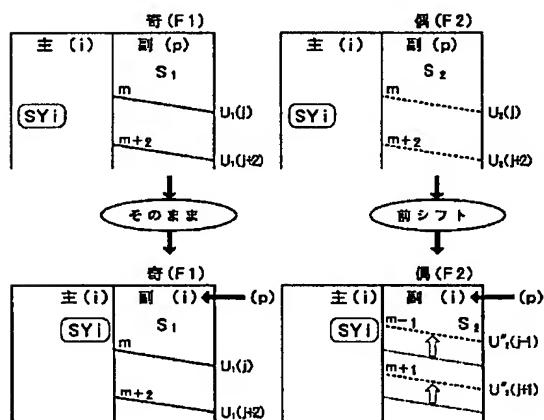 奇(F1)
主(i) 副(p)
S₁
m
SYi
U₁(j)
m+2
U₁(j+2)
そのまま
奇(F1)
主(i) 副(i) (p)
SYi S₁
m
U₁(j)
m+2
U₁(j+2)
偶(F2)
主(i) 副(p)
S₂
m
SYi
U₂(j)
m+2
U₂(j+2)
前シフト
偶(F2)
主(i) 副(i) (p)
m-1 S₂
SYi
U"₂(j-1)
m+1
U"₂(j+1)